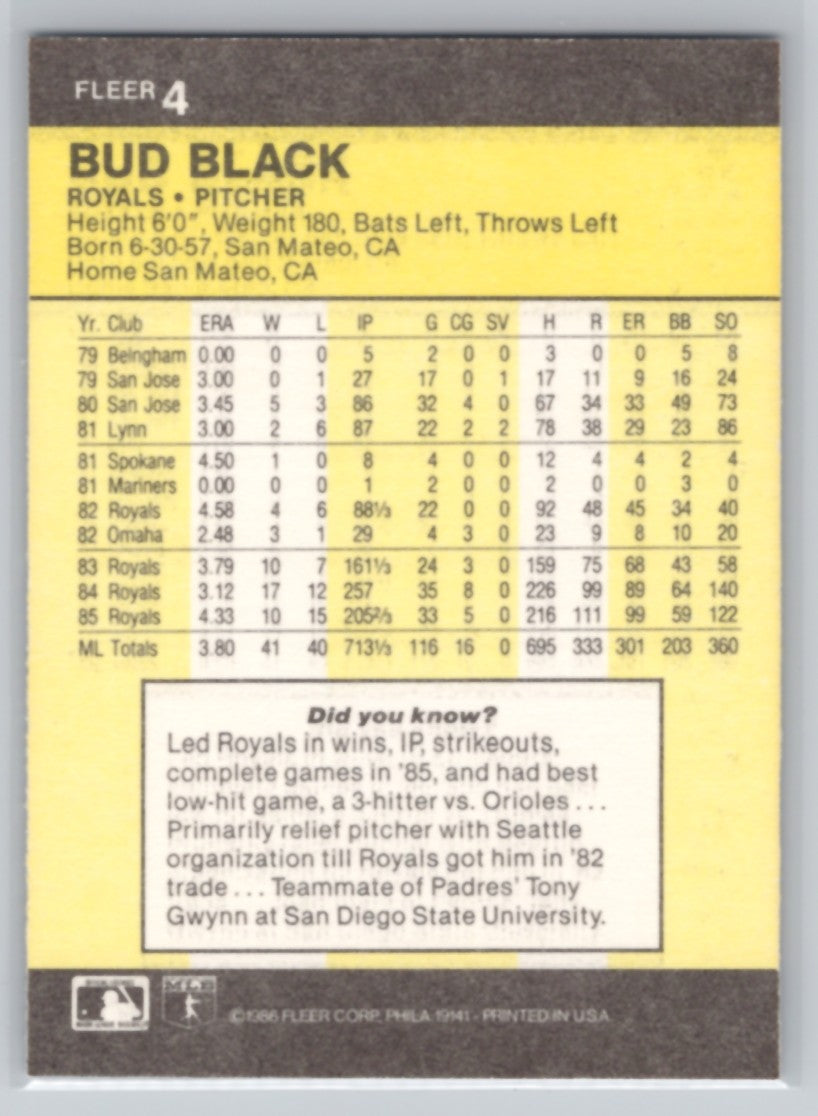 FLEER 4
BUD BLACK
ROYALS • PITCHER
Height 6'0", Weight 180, Bats Left, Throws Left
Born 6-30-57, San Mateo, CA
Home San Mateo, CA
Yr. Club ERA W L IP G CG SV H R ER BB SO
79 Belngham 0.00 0 0 5 2 0 0 3 0 0 5 8
79 San Jose 3.00 0 1 27 17 0 1 17 11 9 16 24
80 San Jose 3.45 5 3 86 32 4 0 67 34 33 49 73
81 Lynn 3.00 2 6 87 22 2 2 78 38 29 23 86
81 Spokane 4.50 1 0 8 4 0 0 12 4 4 2 4
81 Mariners 0.00 0 0 1 2 0 0 2 0 0 3 0
82 Royals 4.58 4 6 88⅓ 22 0 0 92 48 45 34 40
82 Omaha 2.48 3 1 29 4 3 0 23 9 8 10 20
83 Royals 3.79 10 7 161⅓ 24 3 0 159 75 68 43 58
84 Royals 3.12 17 12 257 35 8 0 226 99 89 64 140
85 Royals 4.33 10 15 205⅔ 33 5 0 216 111 99 59 122
ML Totals 3.80 41 40 713⅓ 116 16 0 695 333 301 203 360
Did you know?
Led Royals in wins, IP, strikeouts,
complete games in '85, and had best
low-hit game, a 3-hitter vs. Orioles ...
Primarily relief pitcher with Seattle
organization till Royals got him in '82
trade ... Teammate of Padres' Tony
Gwynn at San Diego State University.
MLB
©1986 FLEER CORP. PHILA 19141 - PRINTED IN U.S.A.